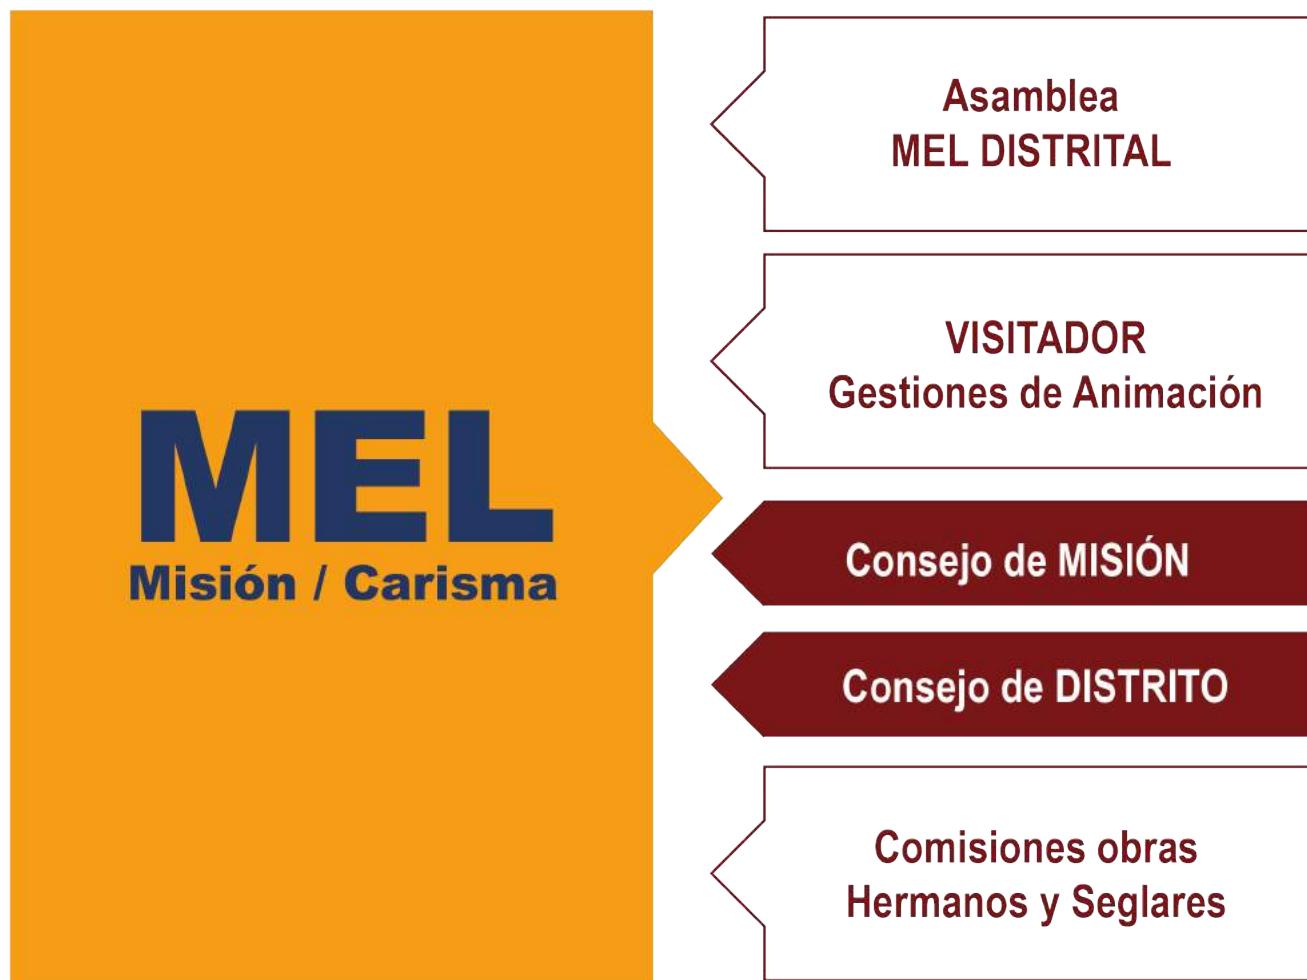 MEL
Misión / Carisma
Asamblea
MEL DISTRITAL
VISITADOR
Gestiones de Animación
Consejo de MISIÓN
Consejo de DISTRITO
Comisiones obras
Hermanos y Seglares